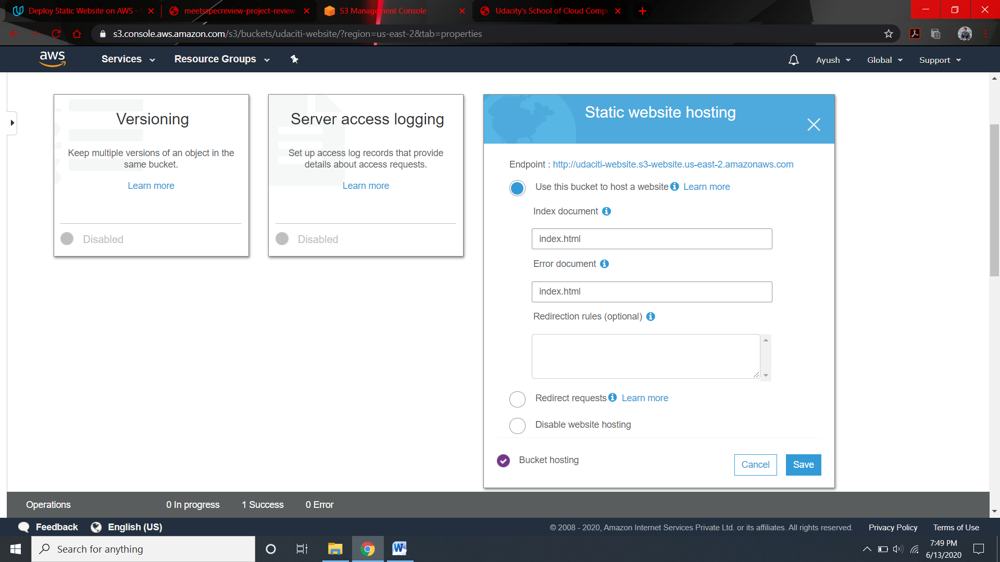 Deploy Static Website on AWS -
meetsspecreview-project-review.
S3 Management Console
Udacity's School of Cloud Comp
s3.console.aws.amazon.com/s3/buckets/udaciti-website/?region=us-east-2&tab=properties
aws
Services
Resource Groups
Ayush
Global
Support
Versioning
Keep multiple versions of an object in the
same bucket.
Learn more
Disabled
Server access logging
Set up access log records that provide
details about access requests.
Learn more
Disabled
Static website hosting
Endpoint : http://udaciti-website.s3-website.us-east-2.amazonaws.com
Use this bucket to host a website Learn more
Index document
index.html
Error document
index.html
Redirection rules (optional)
Redirect requests Learn more
Disable website hosting
Bucket hosting
Cancel
Save
Operations
0 In progress
1 Success
0 Error
Feedback
English (US)
© 2008 - 2020, Amazon Internet Services Private Ltd. or its affiliates. All rights reserved.
Privacy Policy
Terms of Use
Search for anything
7:49 PM
6/13/2020